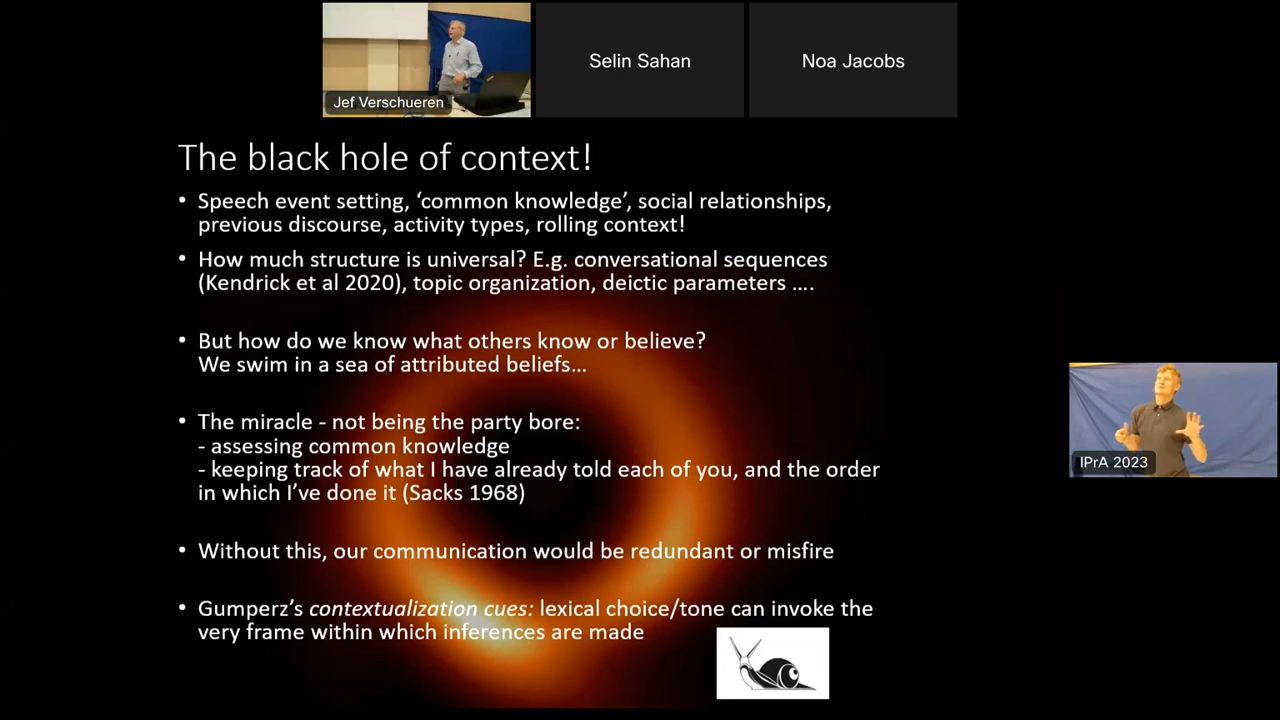 Jef Verschueren
Selin Sahan
Noa Jacobs
The black hole of context!
• Speech event setting, ‘common knowledge’, social relationships,
previous discourse, activity types, rolling context!
• How much structure is universal? E.g. conversational sequences
(Kendrick et al 2020), topic organization, deictic parameters ….
• But how do we know what others know or believe?
We swim in a sea of attributed beliefs…
• The miracle - not being the party bore:
- assessing common knowledge
- keeping track of what I have already told each of you, and the order
in which I’ve done it (Sacks 1968)
• Without this, our communication would be redundant or misfire
• Gumperz’s contextualization cues: lexical choice/tone can invoke the
very frame within which inferences are made
IPrA 2023